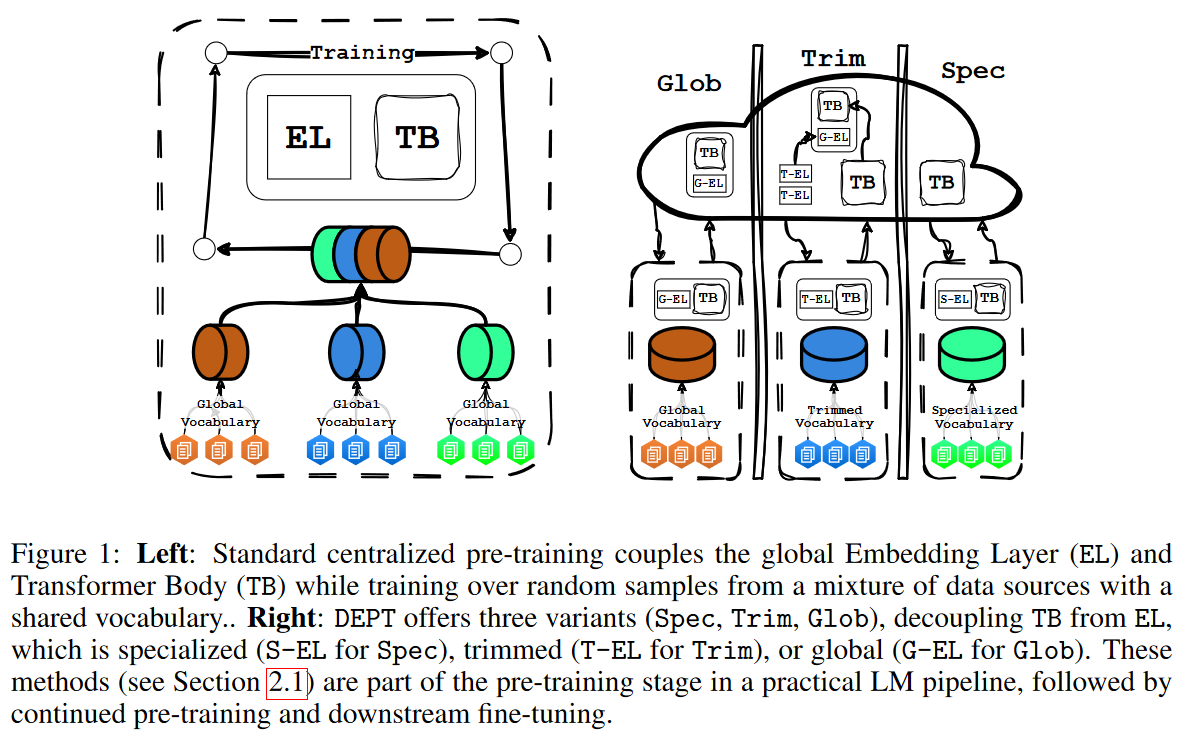 Training
EL
TB
Global
Vocabulary
Global
Vocabulary
Global
Vocabulary
Glob
Trim
Spec
TB
G-EL
TB
G-EL
T-EL
T-EL
TB
TB
G-EL
TB
T-EL
TB
S-EL
TB
Global
Vocabulary
Trimmed
Vocabulary
Specialized
Vocabulary
Figure 1: Left: Standard centralized pre-training couples the global Embedding Layer (EL) and
Transformer Body (TB) while training over random samples from a mixture of data sources with a
shared vocabulary.. Right: DEPT offers three variants (Spec, Trim, Glob), decoupling TB from EL,
which is specialized (S-EL for Spec), trimmed (T-EL for Trim), or global (G-EL for Glob). These
methods (see Section 2.1) are part of the pre-training stage in a practical LM pipeline, followed by
continued pre-training and downstream fine-tuning.